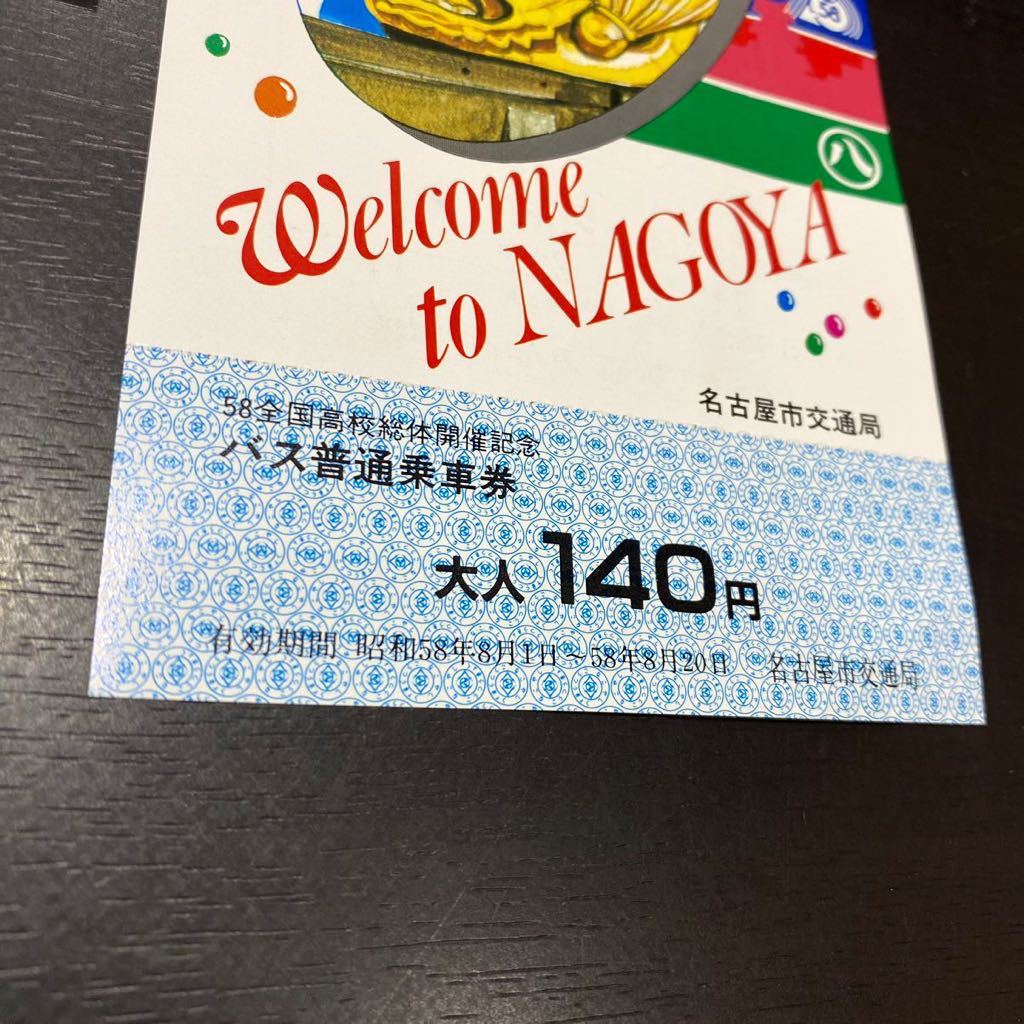 58
八
Welcome
to NAGOYA
名古屋市交通局
58全国高校総体開催記念
バス普通乗車券
大人140円
有効期間 昭和58年8月1日~58年8月20日 名古屋市交通局